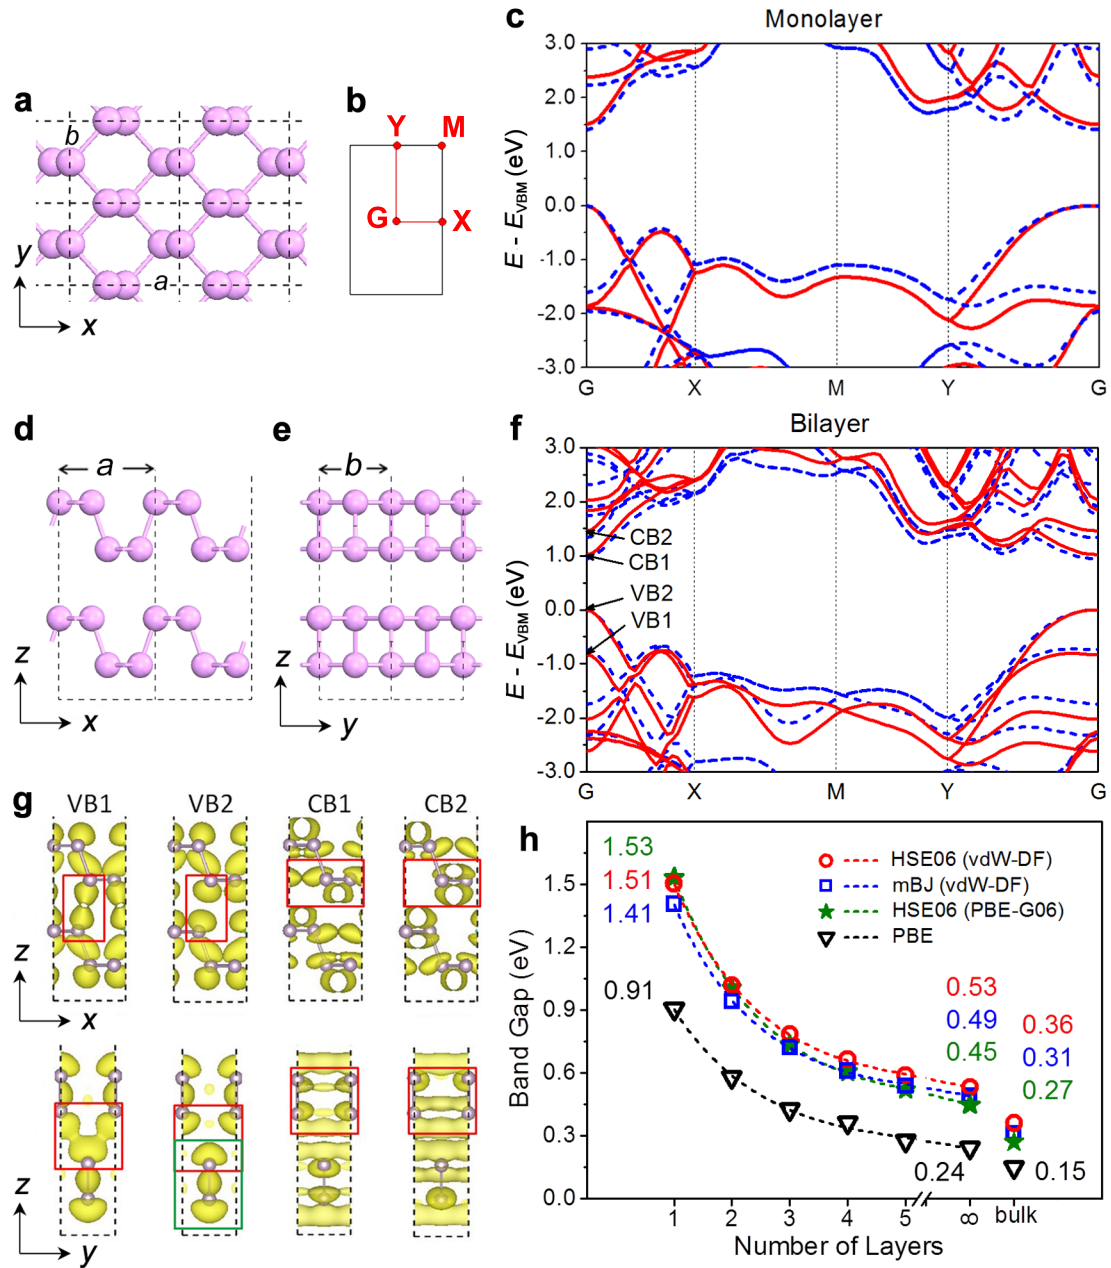 a
b
a
y
x
b
Y
M
G
X
c
Monolayer
E - E_VBM (eV)
3.0
2.0
1.0
0.0
-1.0
-2.0
-3.0
G X M Y G
d
a
z
x
e
b
z
y
f
Bilayer
E - E_VBM (eV)
3.0
2.0
1.0
0.0
-1.0
-2.0
-3.0
CB2
CB1
VB2
VB1
G X M Y G
g
VB1 VB2 CB1 CB2
z
x
z
y
h
Band Gap (eV)
1.5
1.2
0.9
0.6
0.3
0.0
1.53
1.51
1.41
0.91
HSE06 (vdW-DF)
mBJ (vdW-DF)
HSE06 (PBE-G06)
PBE
0.53
0.49
0.45
0.36
0.31
0.27
0.24
0.15
1 2 3 4 5 ∞ bulk
Number of Layers